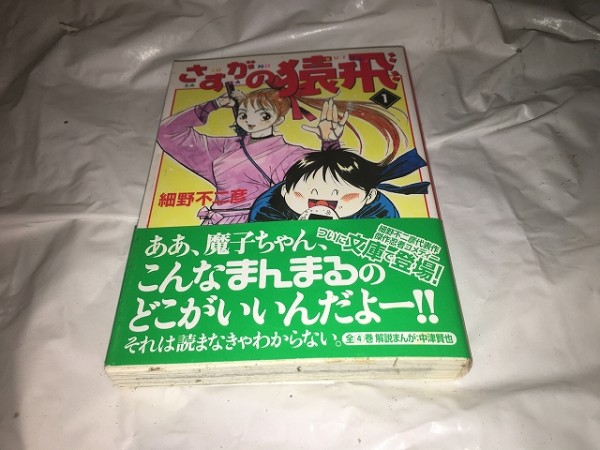 さすがの猿飛
1
細野不二彦
ああ、魔子ちゃん、
こんなまんまるの
どこがいいんだよー!!
それは読まなきゃわからない。
ついに
文庫で登場!
全4巻 解説まんが:中津賢也